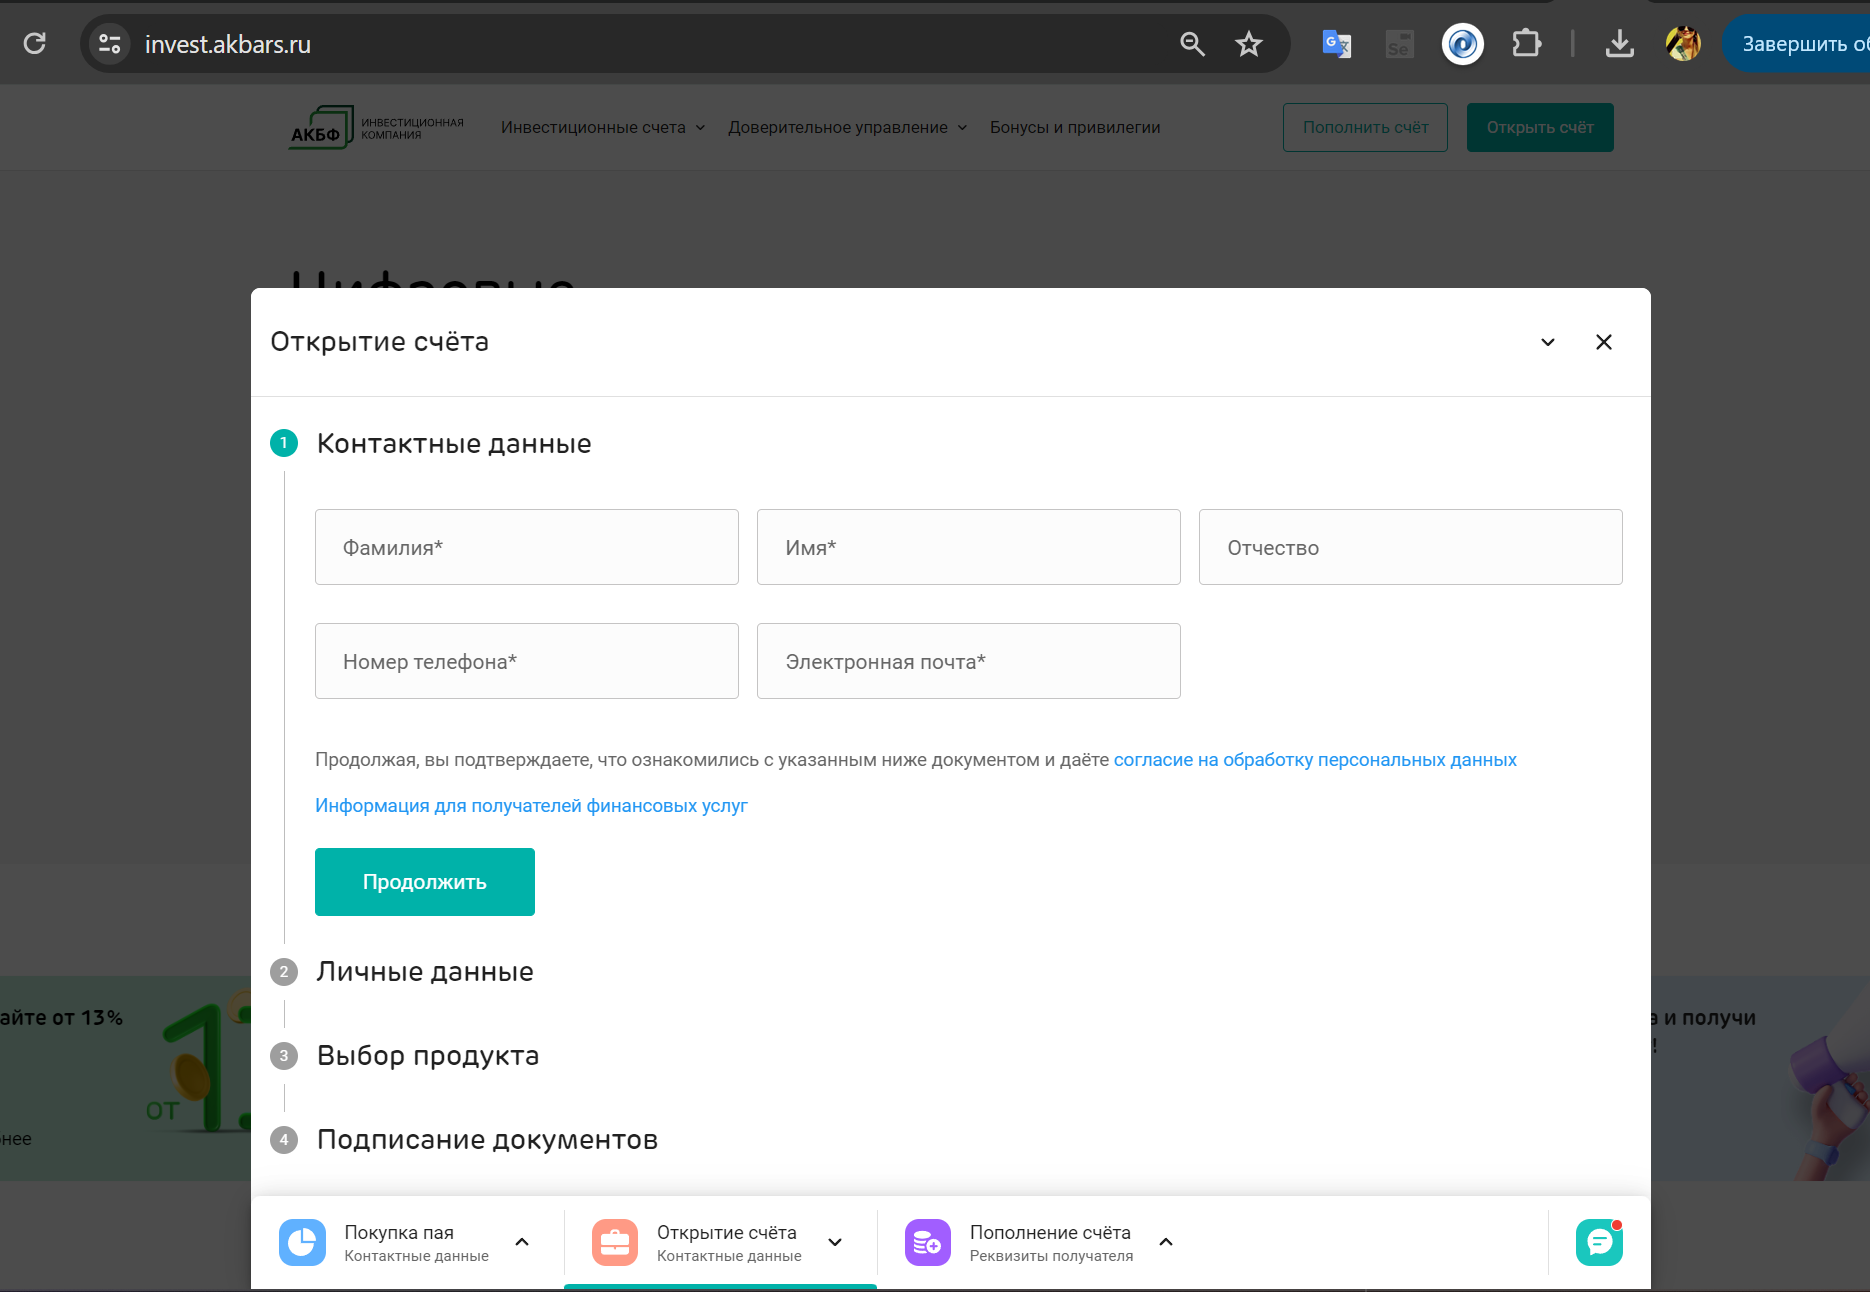 invest.akbars.ru
АКБФ ИНВЕСТИЦИОННАЯ КОМПАНИЯ
Инвестиционные счета
Доверительное управление
Бонусы и привилегии
Пополнить счёт
Открыть счёт
Цифровые
Открытие счёта
1 Контактные данные
Фамилия*
Имя*
Отчество
Номер телефона*
Электронная почта*
Продолжая, вы подтверждаете, что ознакомились с указанным ниже документом и даёте согласие на обработку персональных данных
Информация для получателей финансовых услуг
Продолжить
2 Личные данные
айте от 13%
от 1
а и получи
!
3 Выбор продукта
нее
4 Подписание документов
Покупка пая
Контактные данные
Открытие счёта
Контактные данные
Пополнение счёта
Реквизиты получателя